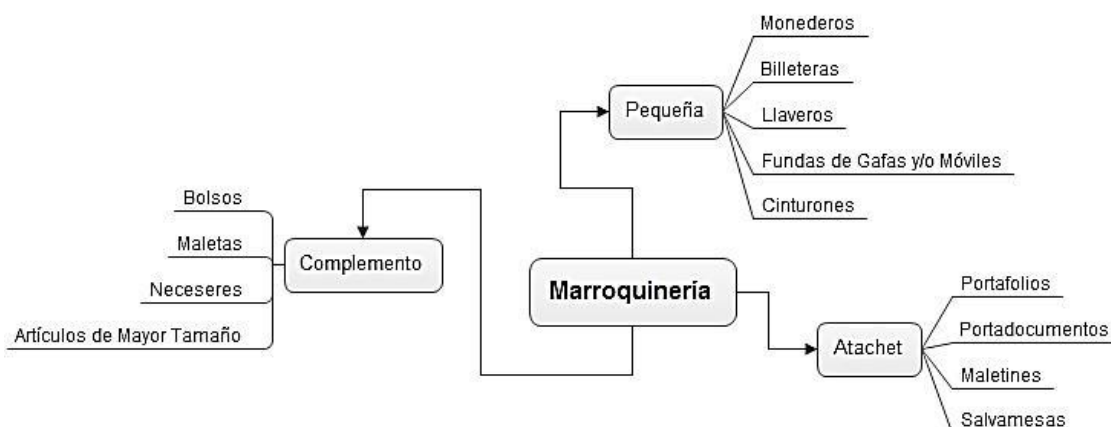 Monederos
Billeteras
Pequeña
Llaveros
Fundas de Gafas y/o Móviles
Cinturones
Bolsos
Maletas
Complemento
Neceseres
Artículos de Mayor Tamaño
Marroquinería
Portafolios
Portadocumentos
Atachet
Maletines
Salvamesas